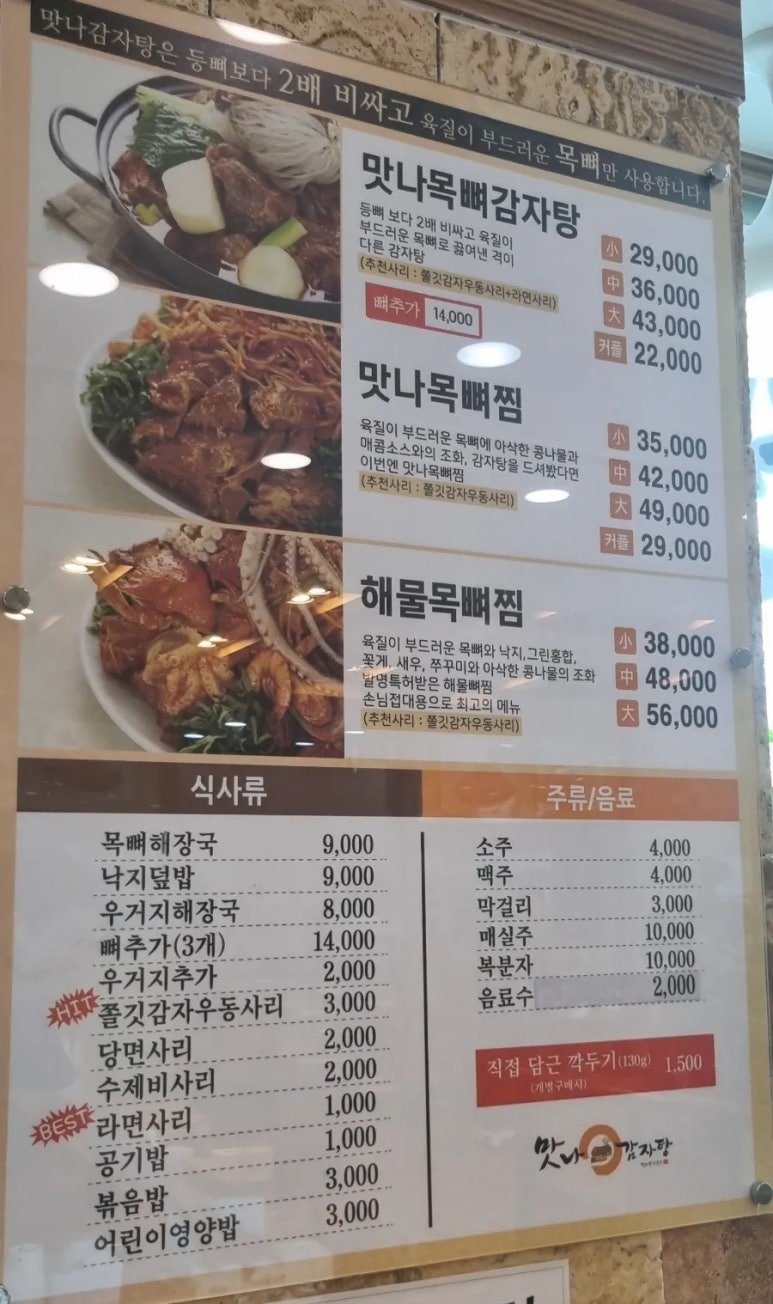 맛나감자탕은 등뼈보다 2배 비싸고 육질이 부드러운 목뼈만 사용합니다.
맛나목뼈감자탕
등뼈 보다 2배 비싸고 육질이
부드러운 목뼈로 끓여낸 격이
다른 감자탕
(추천사리 : 쫄깃감자우동사리+라면사리)
뼈추가 14,000
小 29,000
中 36,000
大 43,000
커플 22,000
맛나목뼈찜
육질이 부드러운 목뼈에 아삭한 콩나물과
매콤소스와의 조화, 감자탕을 드셔봤다면
이번엔 맛나목뼈찜
(추천사리 : 쫄깃감자우동사리)
小 35,000
中 42,000
大 49,000
커플 29,000
해물목뼈찜
육질이 부드러운 목뼈와 낙지,그린홍합,
꽃게, 새우, 쭈꾸미와 아삭한 콩나물의 조화
발명특허받은 해물뼈찜
손님접대용으로 최고의 메뉴
(추천사리 : 쫄깃감자우동사리)
小 38,000
中 48,000
大 56,000
식사류
목뼈해장국 9,000
낙지덮밥 9,000
우거지해장국 8,000
뼈추가(3개) 14,000
우거지추가 2,000
HIT 쫄깃감자우동사리 3,000
당면사리 2,000
수제비사리 2,000
BEST 라면사리 1,000
공기밥 1,000
볶음밥 3,000
어린이영양밥 3,000
주류/음료
소주 4,000
맥주 4,000
막걸리 3,000
매실주 10,000
복분자 10,000
음료수 2,000
직접 담근 깍두기(130g) 1,500
(개별구매시)
맛나감자탕